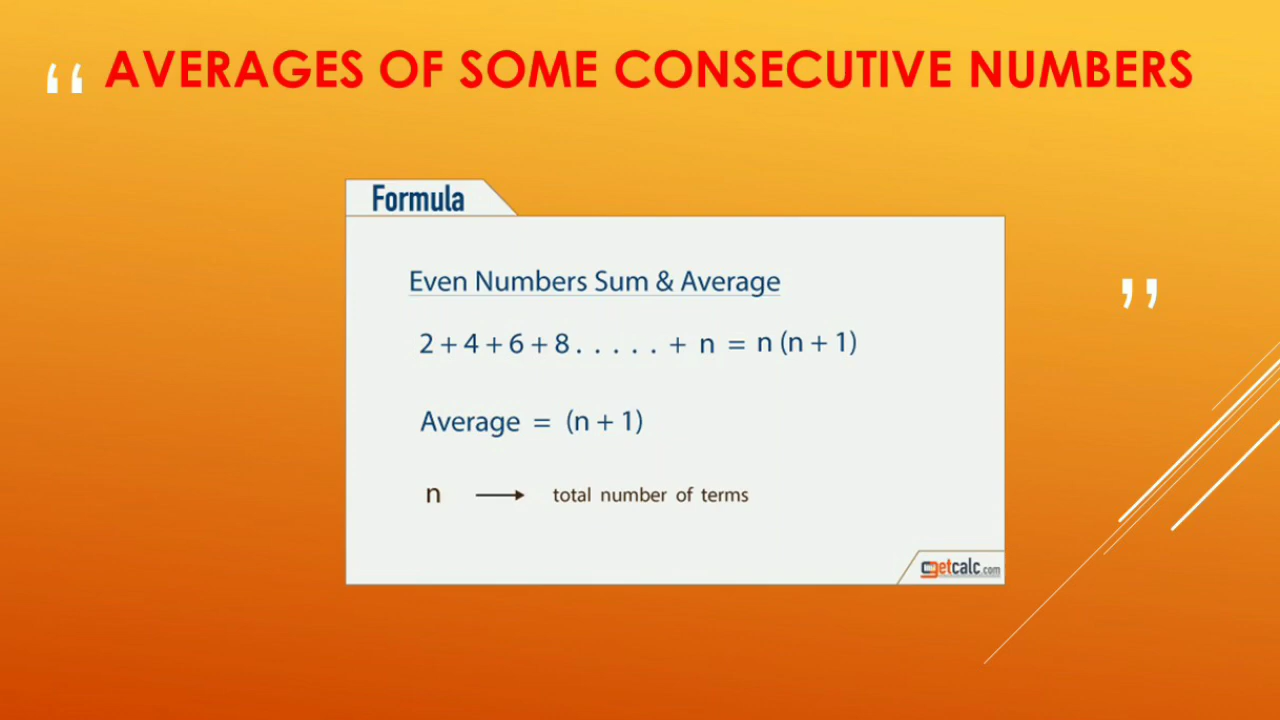 “ AVERAGES OF SOME CONSECUTIVE NUMBERS
Formula
Even Numbers Sum & Average
2 + 4 + 6 + 8 . . . . . + n = n (n + 1)
”
Average = (n + 1)
n → total number of terms
getcalc.com